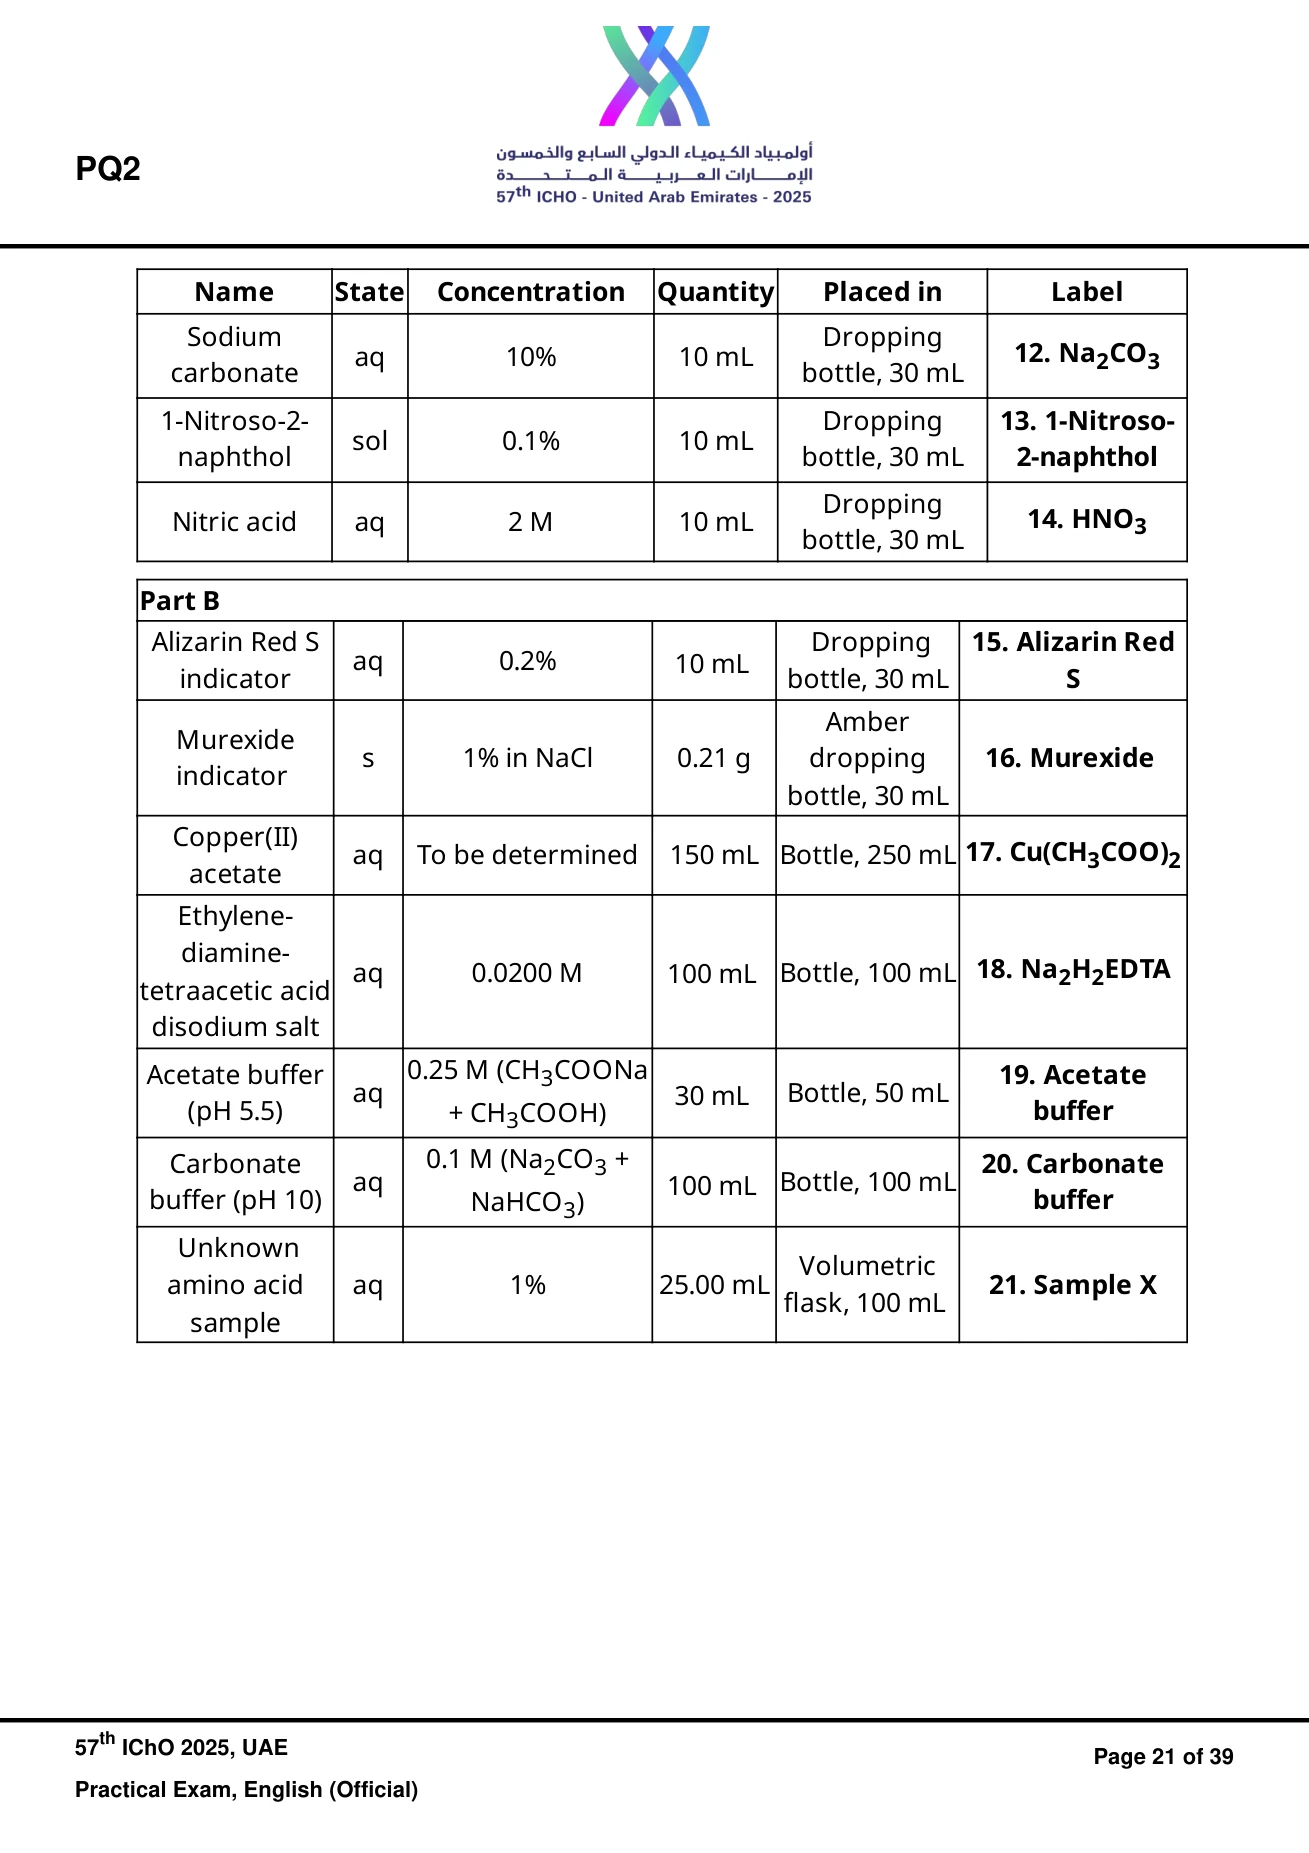 PQ2
أولمبياد الكيمياء الدولي السابع والخمسون
الإمــــارات العــربــيــــة الـمــتــحــــدة
57th ICHO - United Arab Emirates - 2025
Name State Concentration Quantity Placed in Label
Sodium carbonate aq 10% 10 mL Dropping bottle, 30 mL 12. Na2CO3
1-Nitroso-2-naphthol sol 0.1% 10 mL Dropping bottle, 30 mL 13. 1-Nitroso-2-naphthol
Nitric acid aq 2 M 10 mL Dropping bottle, 30 mL 14. HNO3
Part B
Alizarin Red S indicator aq 0.2% 10 mL Dropping bottle, 30 mL 15. Alizarin Red S
Murexide indicator s 1% in NaCl 0.21 g Amber dropping bottle, 30 mL 16. Murexide
Copper(II) acetate aq To be determined 150 mL Bottle, 250 mL 17. Cu(CH3COO)2
Ethylene-diamine-tetraacetic acid disodium salt aq 0.0200 M 100 mL Bottle, 100 mL 18. Na2H2EDTA
Acetate buffer (pH 5.5) aq 0.25 M (CH3COONa + CH3COOH) 30 mL Bottle, 50 mL 19. Acetate buffer
Carbonate buffer (pH 10) aq 0.1 M (Na2CO3 + NaHCO3) 100 mL Bottle, 100 mL 20. Carbonate buffer
Unknown amino acid sample aq 1% 25.00 mL Volumetric flask, 100 mL 21. Sample X
57th IChO 2025, UAE
Page 21 of 39
Practical Exam, English (Official)